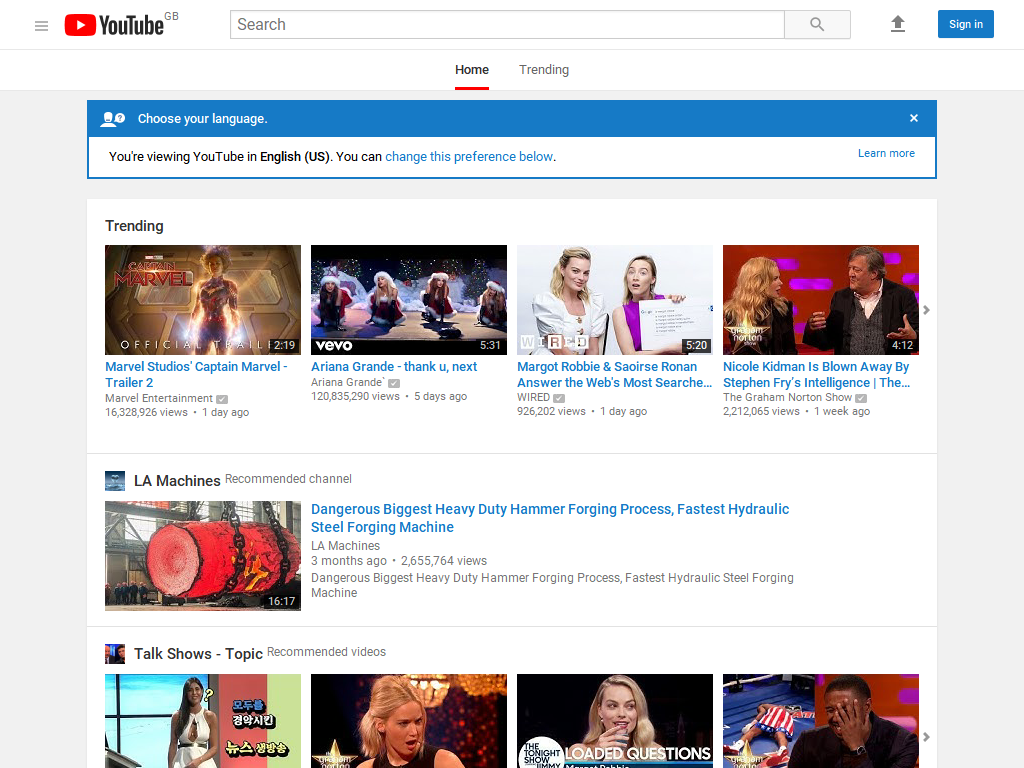 YouTube GB
Search
Sign in
Home
Trending
Choose your language.
×
You're viewing YouTube in English (US). You can change this preference below.
Learn more
Trending
MARVEL STUDIOS
CAPTAIN
MARVEL
OFFICIAL TRAIL
2:19
vevo
5:31
WIRED
5:20
the
graham
norton
show
4:12
Marvel Studios' Captain Marvel - Trailer 2
Marvel Entertainment
16,328,926 views • 1 day ago
Ariana Grande - thank u, next
Ariana Grande`
120,835,290 views • 5 days ago
Margot Robbie & Saoirse Ronan
Answer the Web's Most Searche...
WIRED
926,202 views • 1 day ago
Nicole Kidman Is Blown Away By
Stephen Fry’s Intelligence | The...
The Graham Norton Show
2,212,065 views • 1 week ago
LA Machines Recommended channel
16:17
Dangerous Biggest Heavy Duty Hammer Forging Process, Fastest Hydraulic
Steel Forging Machine
LA Machines
3 months ago • 2,655,764 views
Dangerous Biggest Heavy Duty Hammer Forging Process, Fastest Hydraulic Steel Forging
Machine
Talk Shows - Topic Recommended videos
?
모두를
경악시킨
뉴스 생방송
the
graham
norton
THE
TONIGHT
SHOW
JIMMY
LOADED QUESTIONS
Margot Robbie
the
graham
norton